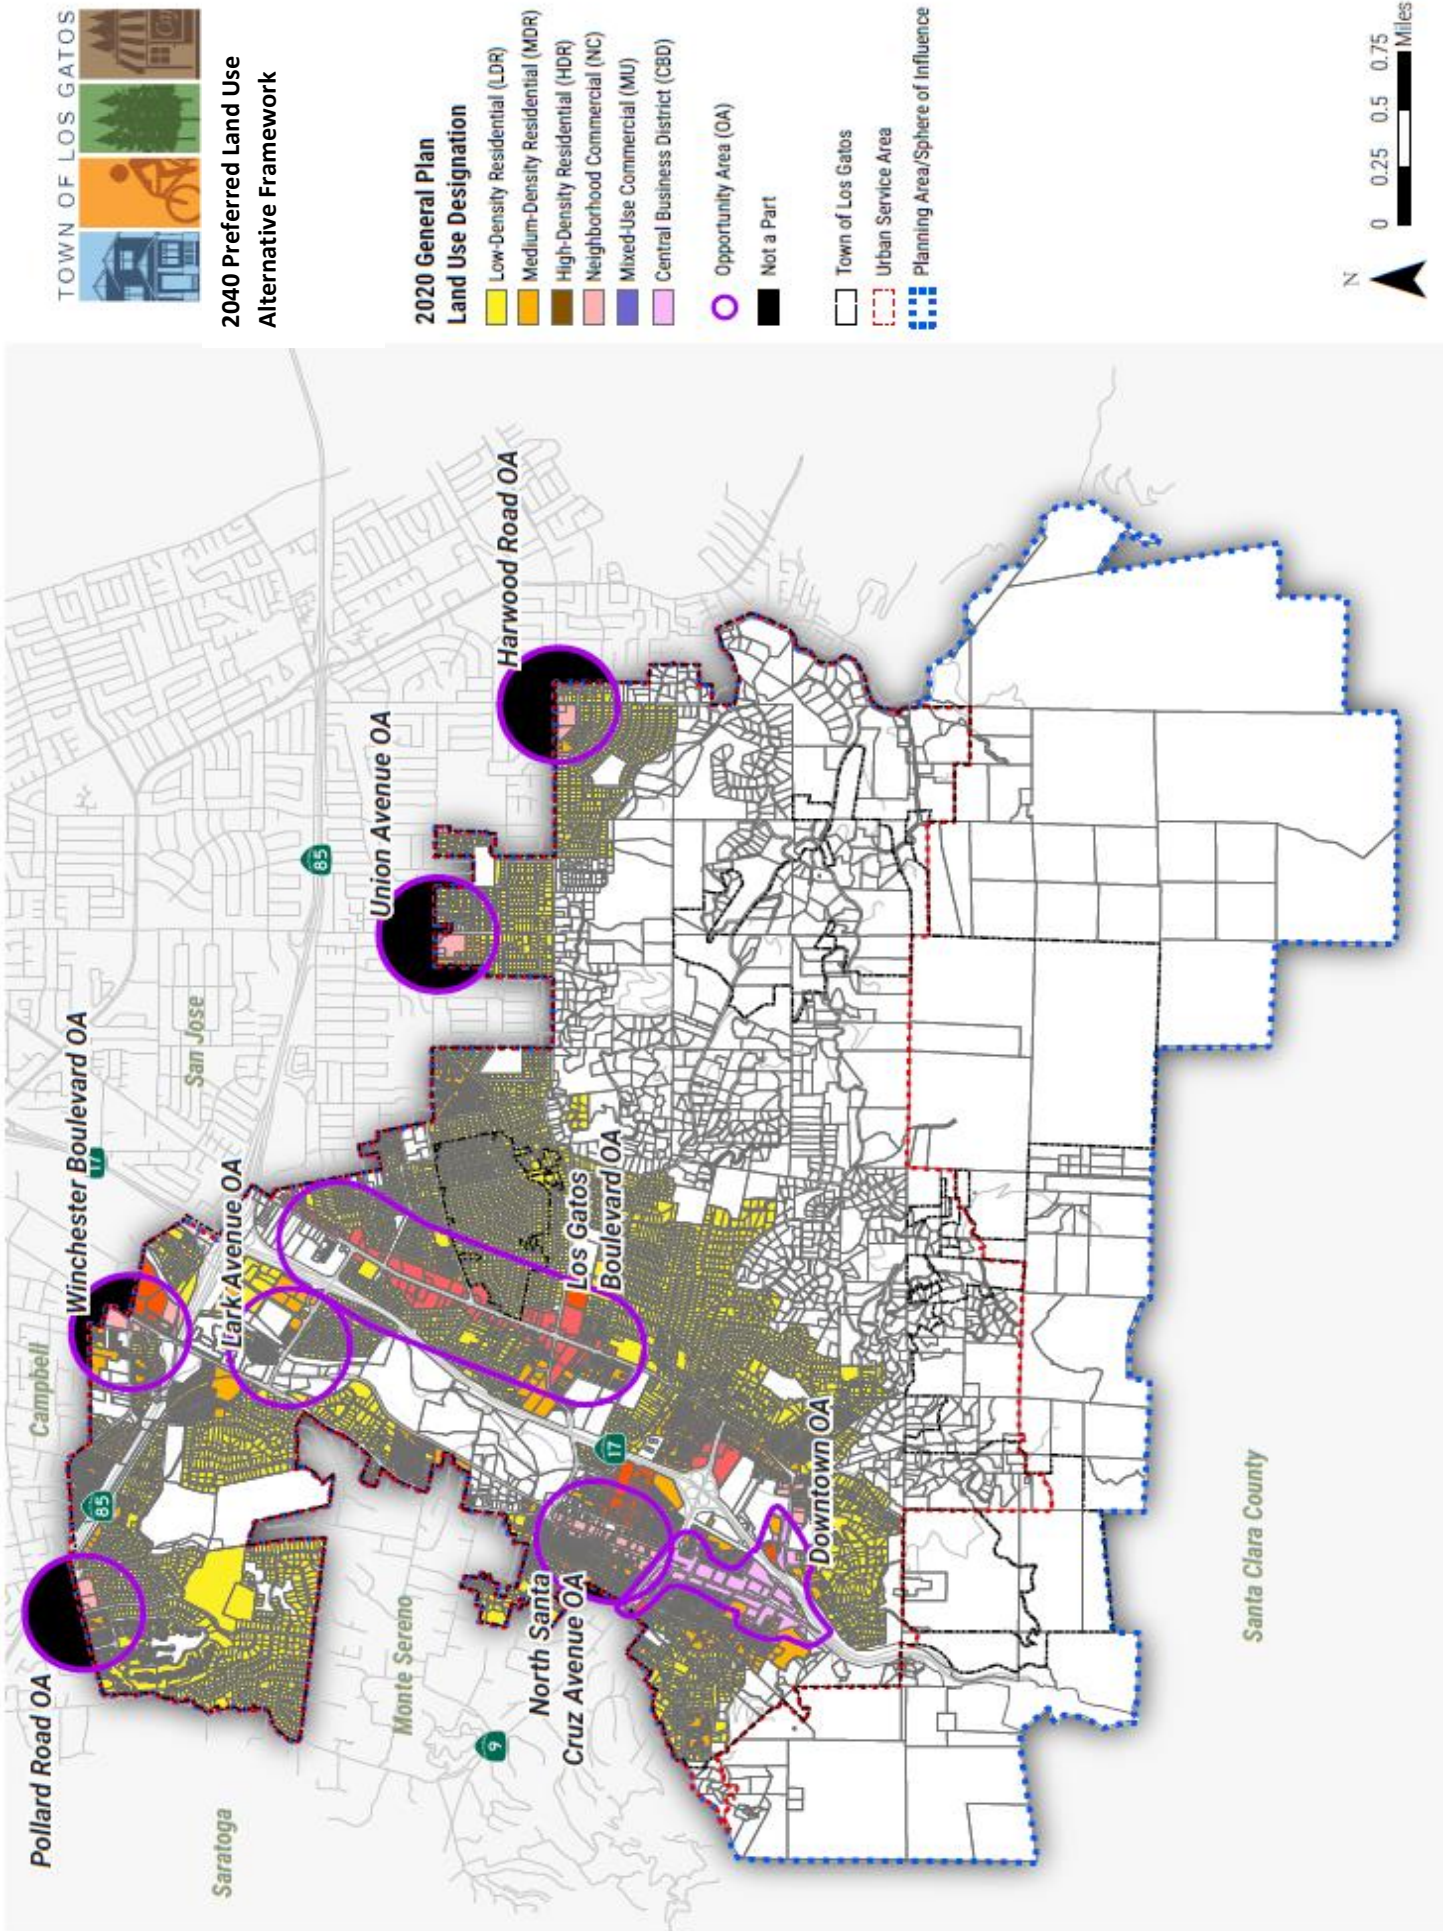 TOWN OF LOS GATOS
2040 Preferred Land Use
Alternative Framework
2020 General Plan
Land Use Designation
Low-Density Residential (LDR)
Medium-Density Residential (MDR)
High-Density Residential (HDR)
Neighborhood Commercial (NC)
Mixed-Use Commercial (MU)
Central Business District (CBD)
Opportunity Area (OA)
Not a Part
Town of Los Gatos
Urban Service Area
Planning Area/Sphere of Influence
N
0 0.25 0.5 0.75
Miles
Pollard Road OA
Winchester Boulevard OA
Campbell
17
85
San Jose
Lark Avenue OA
Saratoga
85
Union Avenue OA
Monte Sereno
9
Harwood Road OA
North Santa
Cruz Avenue OA
Los Gatos
Boulevard OA
17
Downtown OA
Santa Clara County